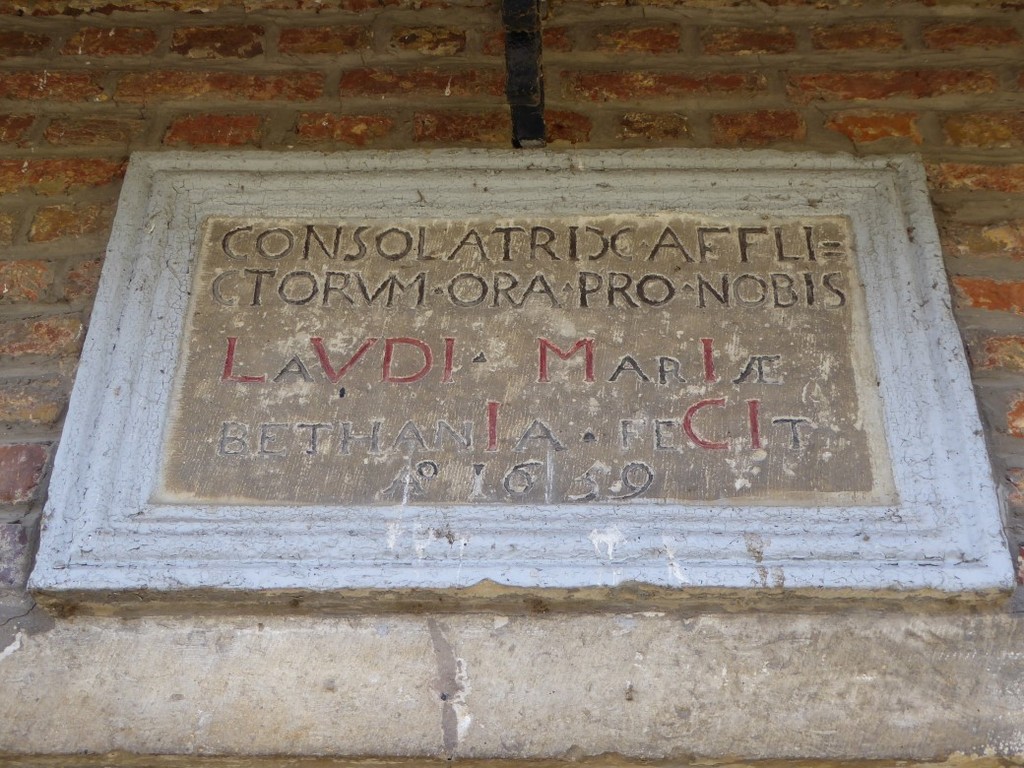 CONSOLATRIX AFFLI=
CTORVM·ORA·PRO·NOBIS
LAVDI· MARIÆ
BETHANIA·FECIT
Aº 1659